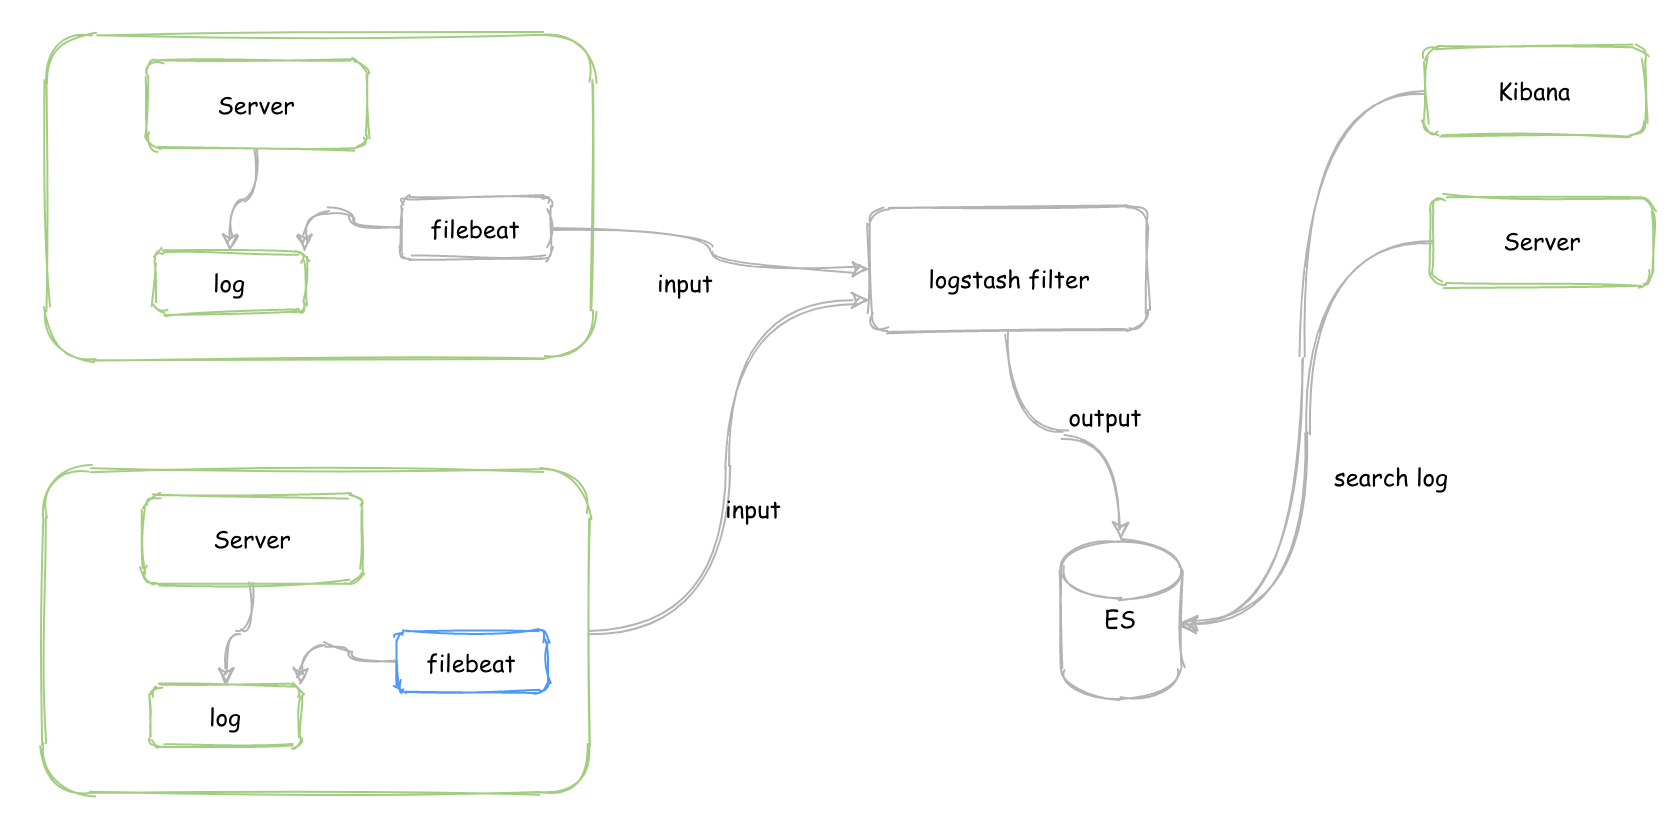 Server
filebeat
log
input
logstash filter
Kibana
Server
output
search log
Server
input
filebeat
log
ES